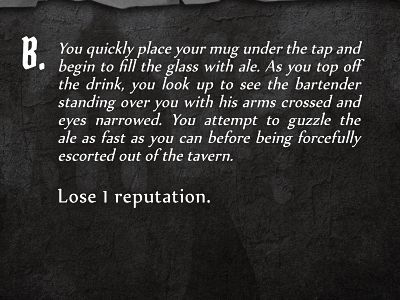 B. You quickly place your mug under the tap and
begin to fill the glass with ale. As you top off
the drink, you look up to see the bartender
standing over you with his arms crossed and
eyes narrowed. You attempt to guzzle the
ale as fast as you can before being forcefully
escorted out of the tavern.
Lose 1 reputation.